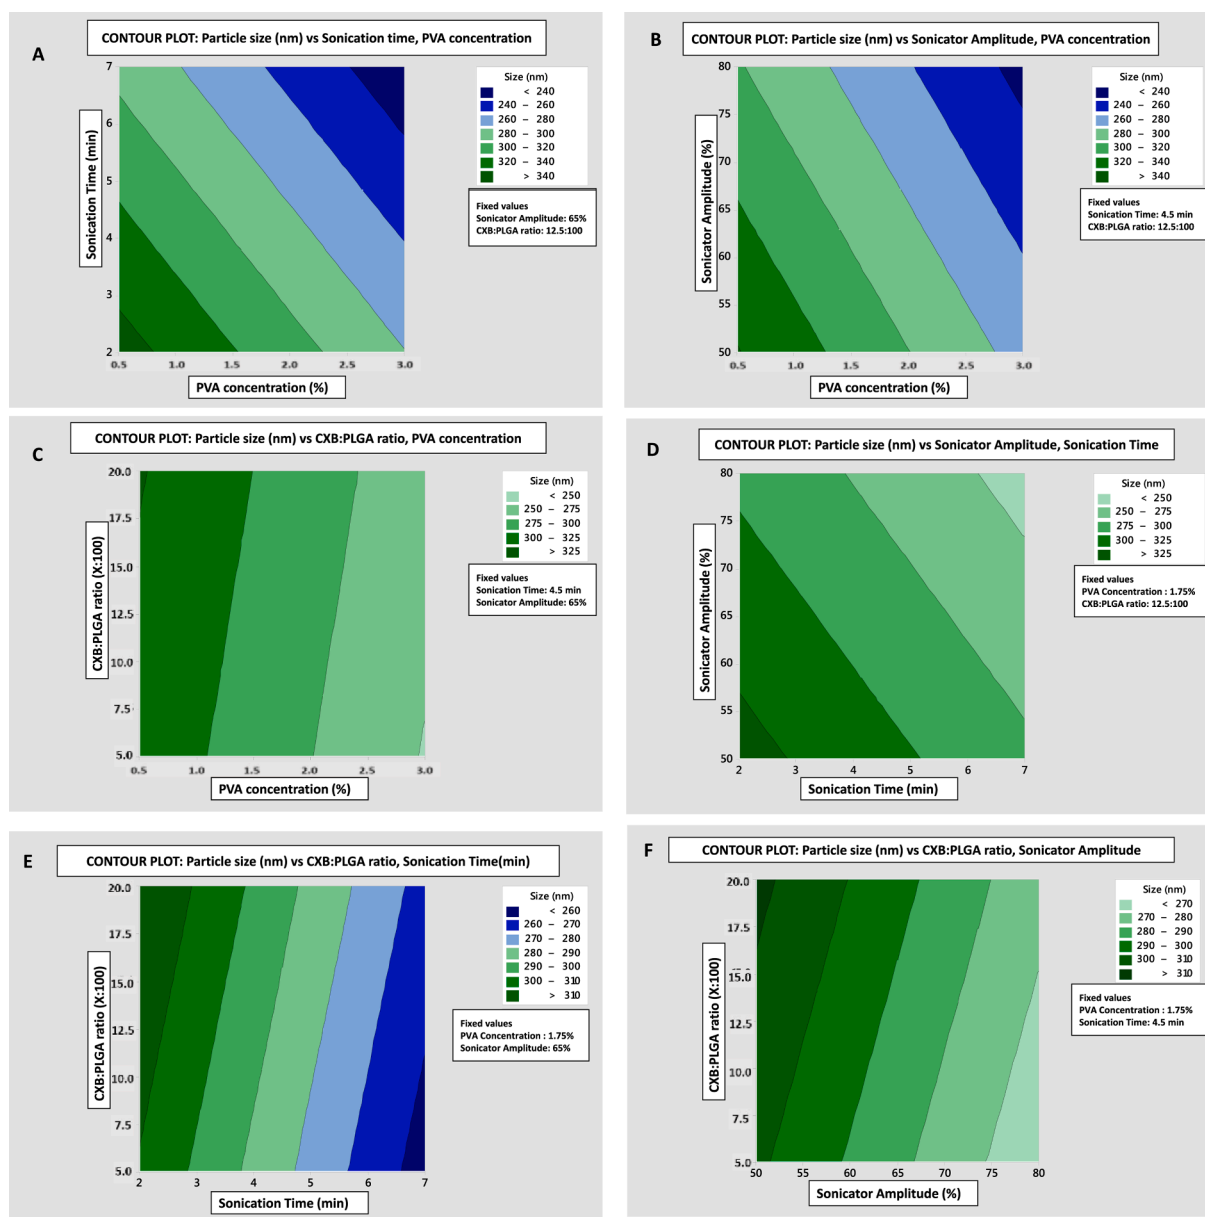 A
CONTOUR PLOT: Particle size (nm) vs Sonication time, PVA concentration
Sonication Time (min)
7
6
5
4
3
2
0.5 1.0 1.5 2.0 2.5 3.0
PVA concentration (%)
Size (nm)
< 240
240 – 260
260 – 280
280 – 300
300 – 320
320 – 340
> 340
Fixed values
Sonicator Amplitude: 65%
CXB:PLGA ratio: 12.5:100
B
CONTOUR PLOT: Particle size (nm) vs Sonicator Amplitude, PVA concentration
Sonicator Amplitude (%)
80
75
70
65
60
55
50
0.5 1.0 1.5 2.0 2.5 3.0
PVA concentration (%)
Size (nm)
< 240
240 – 260
260 – 280
280 – 300
300 – 320
320 – 340
> 340
Fixed values
Sonication Time: 4.5 min
CXB:PLGA ratio: 12.5:100
C
CONTOUR PLOT: Particle size (nm) vs CXB:PLGA ratio, PVA concentration
CXB:PLGA ratio (X:100)
20.0
17.5
15.0
12.5
10.0
7.5
5.0
0.5 1.0 1.5 2.0 2.5 3.0
PVA concentration (%)
Size (nm)
< 250
250 – 275
275 – 300
300 – 325
> 325
Fixed values
Sonication Time: 4.5 min
Sonicator Amplitude: 65%
D
CONTOUR PLOT: Particle size (nm) vs Sonicator Amplitude, Sonication Time
Sonicator Amplitude (%)
80
75
70
65
60
55
50
2 3 4 5 6 7
Sonication Time (min)
Size (nm)
< 250
250 – 275
275 – 300
300 – 325
> 325
Fixed values
PVA Concentration : 1.75%
CXB:PLGA ratio: 12.5:100
E
CONTOUR PLOT: Particle size (nm) vs CXB:PLGA ratio, Sonication Time(min)
CXB:PLGA ratio (X:100)
20.0
17.5
15.0
12.5
10.0
7.5
5.0
2 3 4 5 6 7
Sonication Time (min)
Size (nm)
< 260
260 – 270
270 – 280
280 – 290
290 – 300
300 – 310
> 310
Fixed values
PVA Concentration : 1.75%
Sonicator Amplitude: 65%
F
CONTOUR PLOT: Particle size (nm) vs CXB:PLGA ratio, Sonicator Amplitude
CXB:PLGA ratio (X:100)
20.0
17.5
15.0
12.5
10.0
7.5
5.0
50 55 60 65 70 75 80
Sonicator Amplitude (%)
Size (nm)
< 270
270 – 280
280 – 290
290 – 300
300 – 310
> 310
Fixed values
PVA Concentration : 1.75%
Sonication Time: 4.5 min